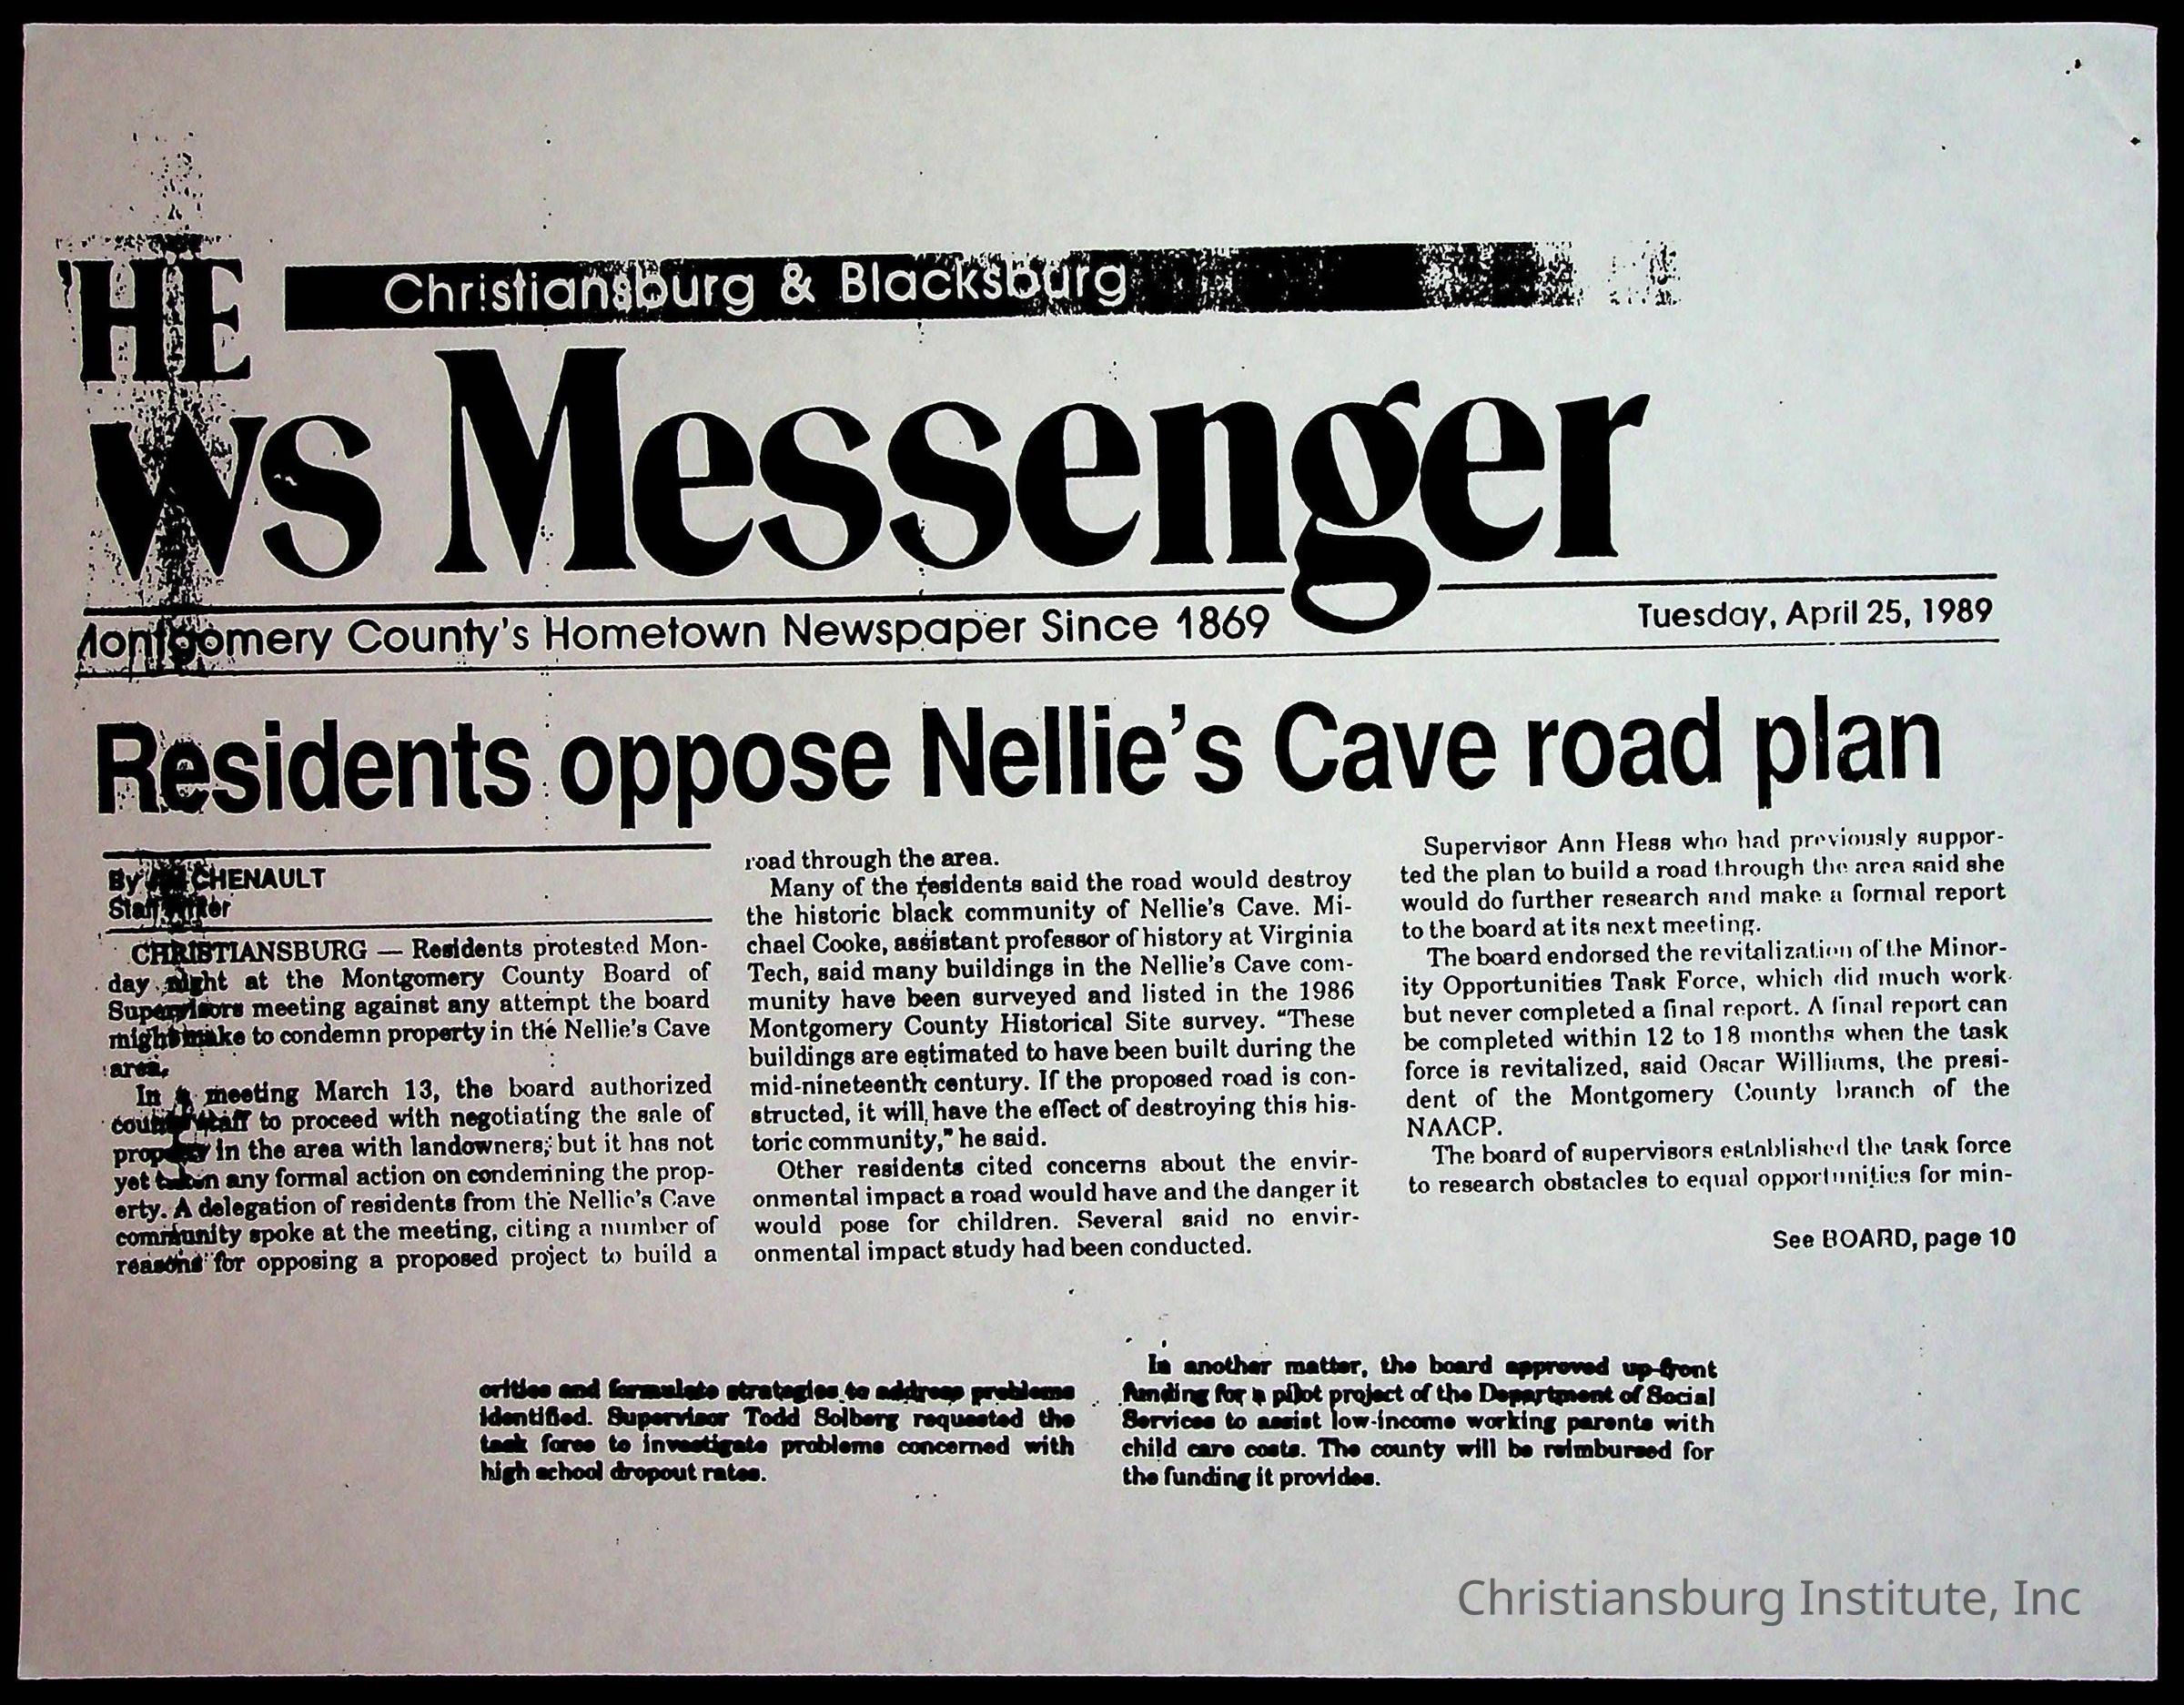 HE
Christiansburg & Blacksburg
ws Messenger
Montgomery County's Hometown Newspaper Since 1869
Tuesday, April 25, 1989
Residents oppose Nellie's Cave road plan
By CHENAULT
Staff Writer
CHRISTIANSBURG — Residents protested Mon-
day night at the Montgomery County Board of
Supervisors meeting against any attempt the board
might make to condemn property in the Nellie's Cave
area.
In a meeting March 13, the board authorized
county staff to proceed with negotiating the sale of
property in the area with landowners; but it has not
yet taken any formal action on condemning the prop-
erty. A delegation of residents from the Nellie's Cave
community spoke at the meeting, citing a number of
reasons for opposing a proposed project to build a
road through the area.
Many of the residents said the road would destroy
the historic black community of Nellie's Cave. Mi-
chael Cooke, assistant professor of history at Virginia
Tech, said many buildings in the Nellie's Cave com-
munity have been surveyed and listed in the 1986
Montgomery County Historical Site survey. "These
buildings are estimated to have been built during the
mid-nineteenth century. If the proposed road is con-
structed, it will have the effect of destroying this his-
toric community," he said.
Other residents cited concerns about the envir-
onmental impact a road would have and the danger it
would pose for children. Several said no envir-
onmental impact study had been conducted.
Supervisor Ann Hess who had previously suppor-
ted the plan to build a road through the area said she
would do further research and make a formal report
to the board at its next meeting.
The board endorsed the revitalization of the Minor-
ity Opportunities Task Force, which did much work
but never completed a final report. A final report can
be completed within 12 to 18 months when the task
force is revitalized, said Oscar Williams, the presi-
dent of the Montgomery County branch of the
NAACP.
The board of supervisors established the task force
to research obstacles to equal opportunities for min-
See BOARD, page 10
orities and formulate strategies to address problems
identified. Supervisor Todd Solberg requested the
task force to investigate problems concerned with
high school dropout rates.
In another matter, the board approved up-front
funding for a pilot project of the Department of Social
Services to assist low-income working parents with
child care costs. The county will be reimbursed for
the funding it provides.
Christiansburg Institute, Inc